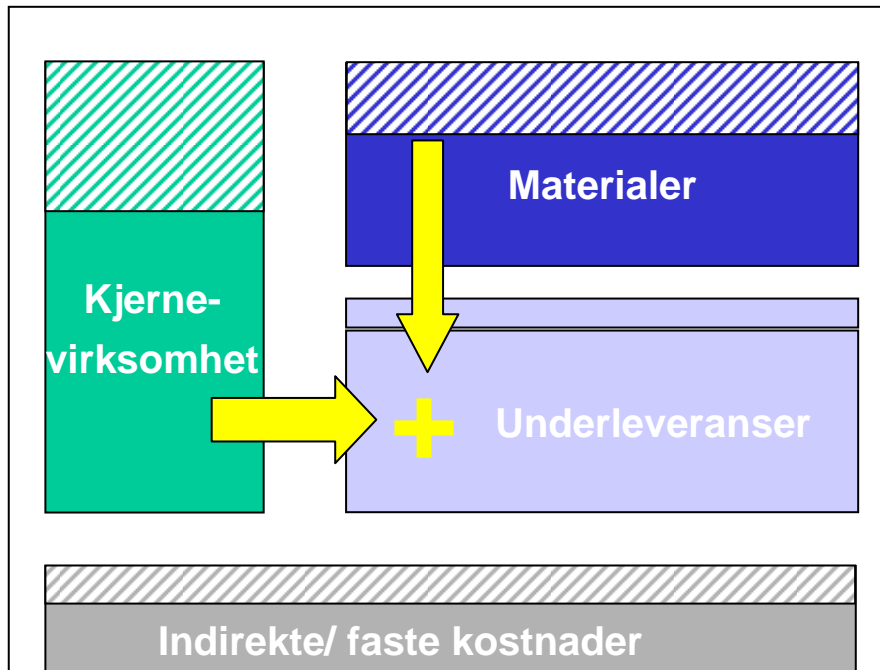 Materialer
Kjerne-
virksomhet
+ Underleveranser
Indirekte/ faste kostnader